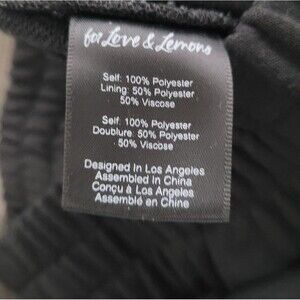 for Love & Lemons
Self: 100% Polyester
Lining: 50% Polyester
50% Viscose
Self: 100% Polyester
Doublure: 50% Polyester
50% Viscose
Designed In Los Angeles
Assembled In China
Conçu à Los Angeles
Assemblé en Chine